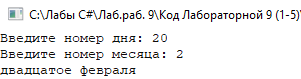 C:\Лабы C#\Лаб.раб. 9\Код Лабораторной 9 (1-5)\
Введите номер дня: 20
Введите номер месяца: 2
двадцатое февраля